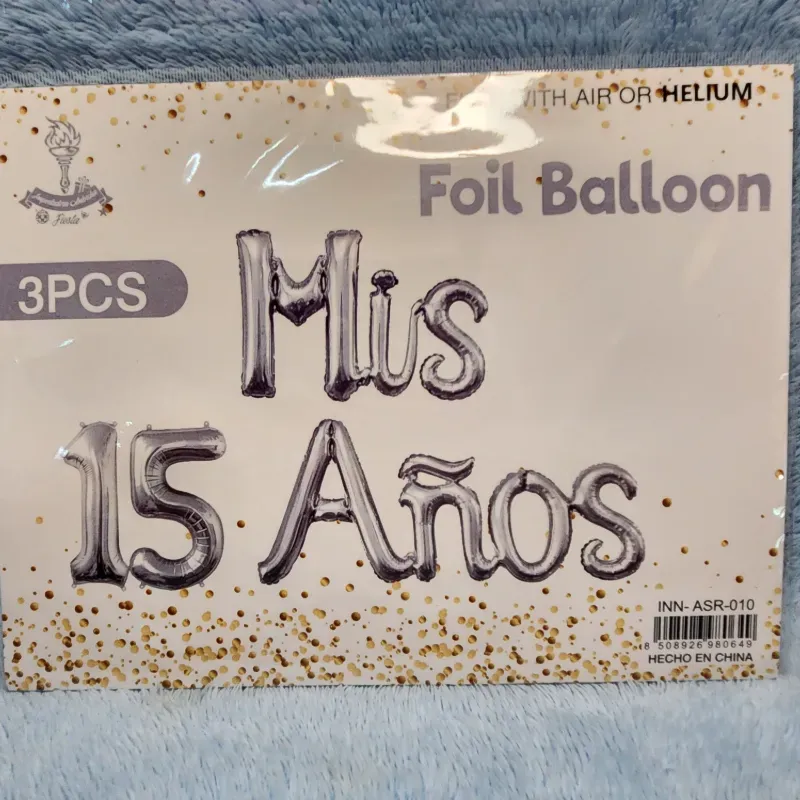 WITH AIR OR HELIUM
Foil Balloon
Fiesta
3PCS
Mis
15 Años
INN- ASR-010
8 508926 980649
HECHO EN CHINA